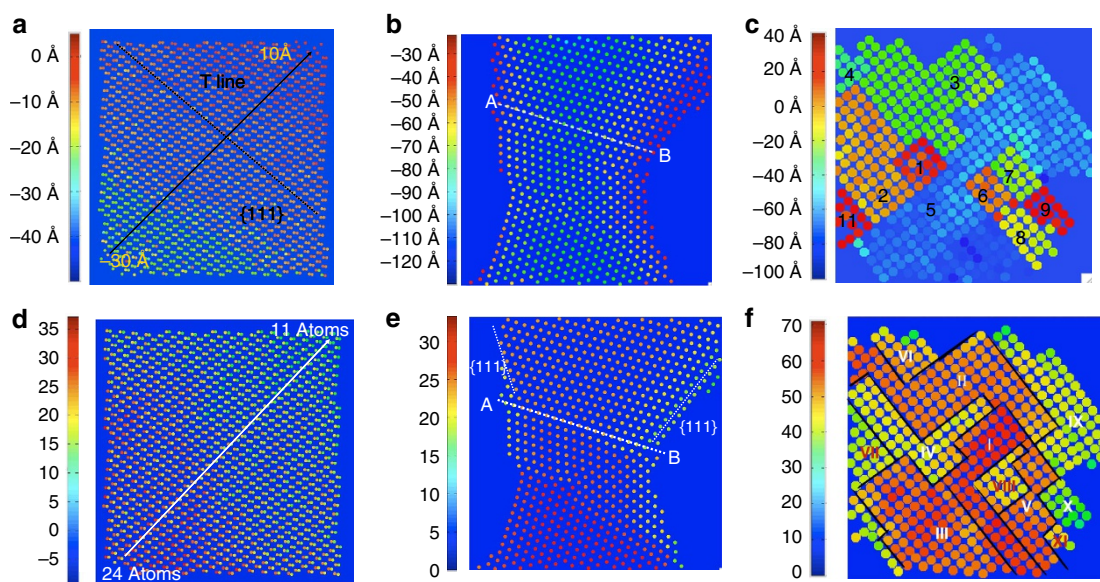 a
0 Å
−10 Å
−20 Å
−30 Å
−40 Å
10Å
T line
{111}
−30 Å
b
−30 Å
−40 Å
−50 Å
−60 Å
−70 Å
−80 Å
−90 Å
−100 Å
−110 Å
−120 Å
A
B
c
40 Å
20 Å
0 Å
−20 Å
−40 Å
−60 Å
−80 Å
−100 Å
4
3
1
2
7
6
5
9
11
8
d
35
30
25
20
15
10
5
0
−5
11 Atoms
24 Atoms
e
30
25
20
15
10
5
0
{111}
A
{111}
B
f
70
60
50
40
30
20
10
0
VI
II
IX
I
IV
VII
VIII
V
X
III
XI